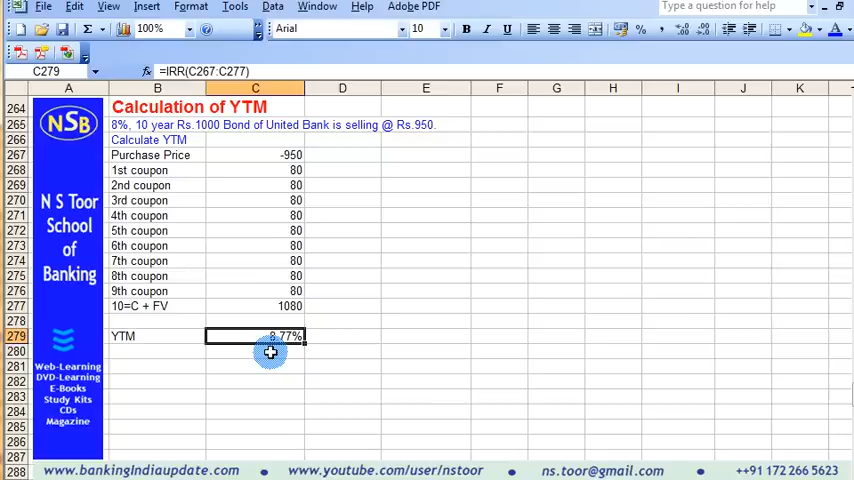 File Edit View Insert Format Tools Data Window Help Adobe PDF
Type a question for help
100% Arial 10
C279 fx =IRR(C267:C277)
A B C D E F G H I J K
264 Calculation of YTM
265 8%, 10 year Rs.1000 Bond of United Bank is selling @ Rs.950.
266 Calculate YTM
267 Purchase Price -950
268 1st coupon 80
269 2nd coupon 80
270 3rd coupon 80
271 4th coupon 80
272 5th coupon 80
273 6th coupon 80
274 7th coupon 80
275 8th coupon 80
276 9th coupon 80
277 10=C + FV 1080
278
279 YTM 8.77%
280
281
282
283
284
285
286
287
288
NSB
N S Toor
School
of
Banking
Web-Learning
DVD-Learning
E-Books
Study Kits
CDs
Magazine
www.bankingIndiaupdate.com • www.youtube.com/user/nstoor • ns.toor@gmail.com • ++91 172 266 5623